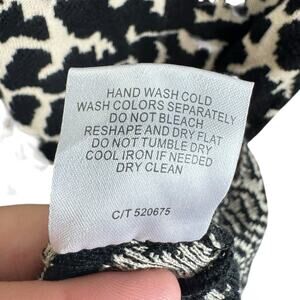 HAND WASH COLD
WASH COLORS SEPARATELY
DO NOT BLEACH
RESHAPE AND DRY FLAT
DO NOT TUMBLE DRY
COOL IRON IF NEEDED
DRY CLEAN
C/T 520675